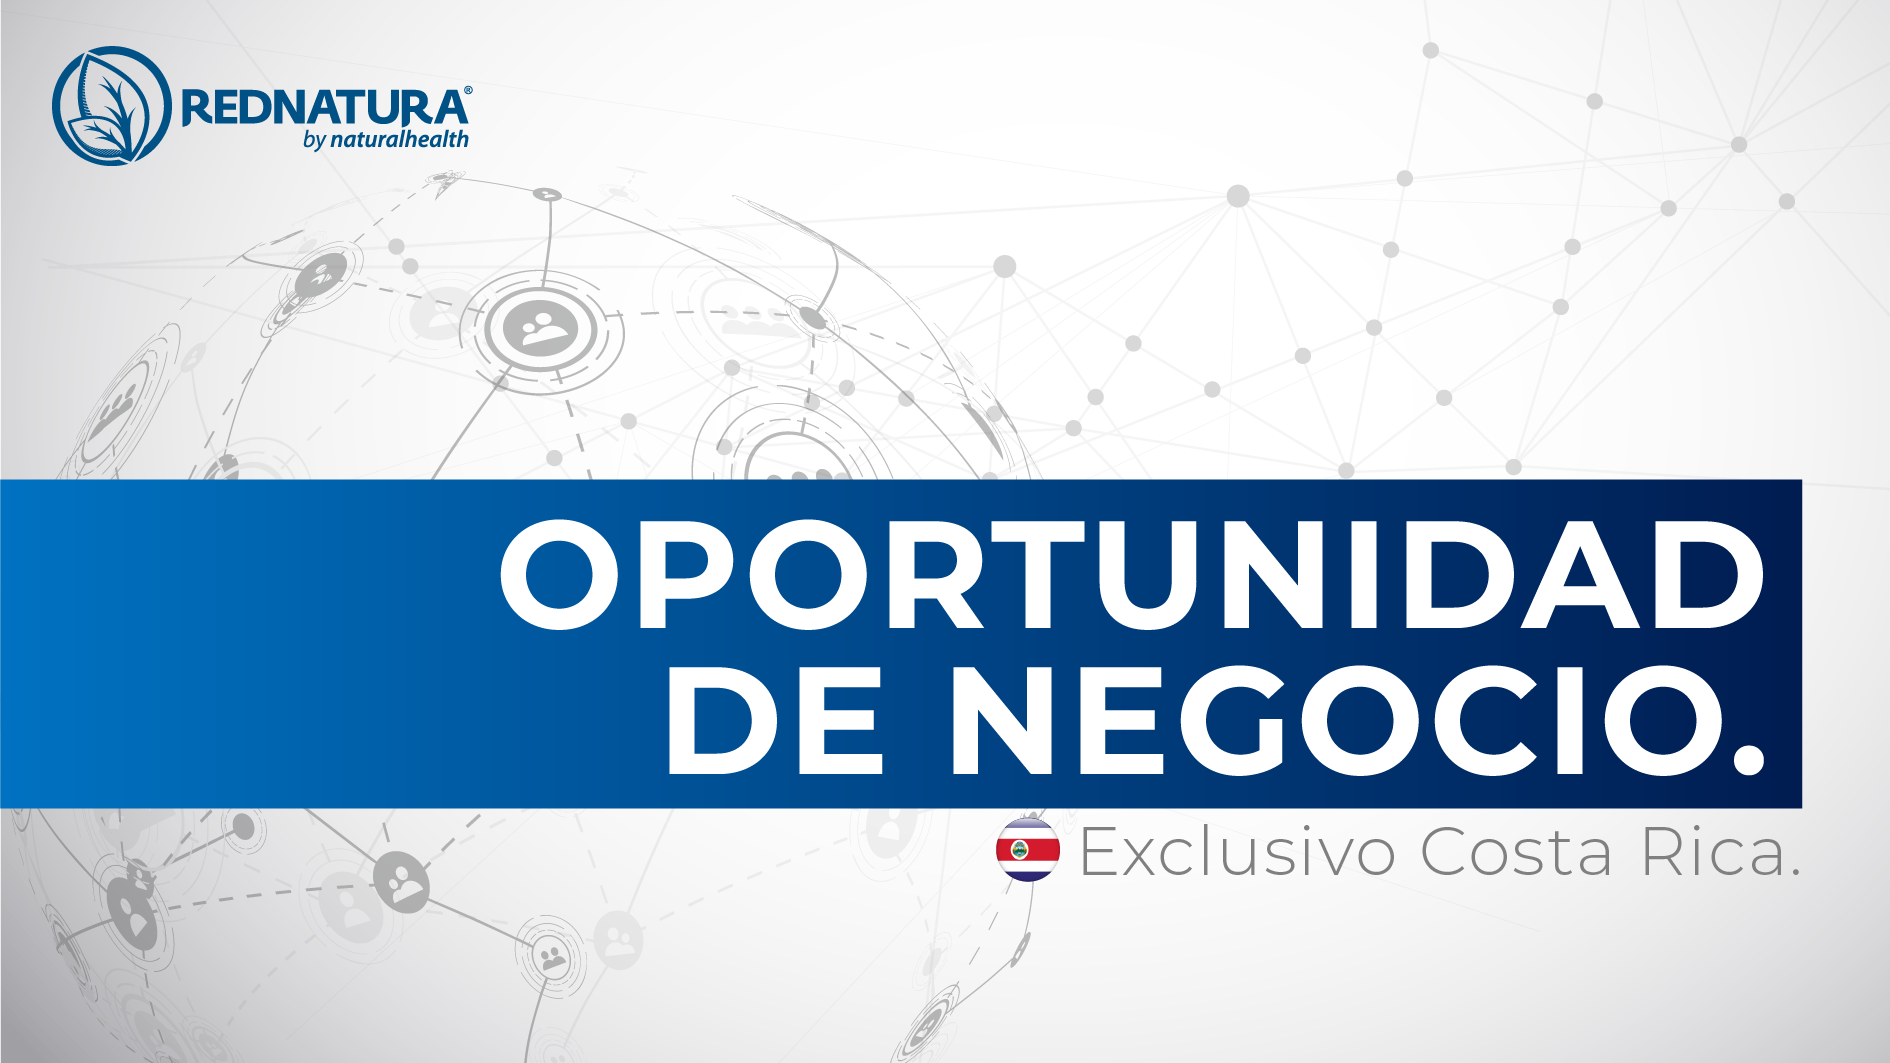 REDNATURA®
by naturalhealth
OPORTUNIDAD
DE NEGOCIO.
Exclusivo Costa Rica.